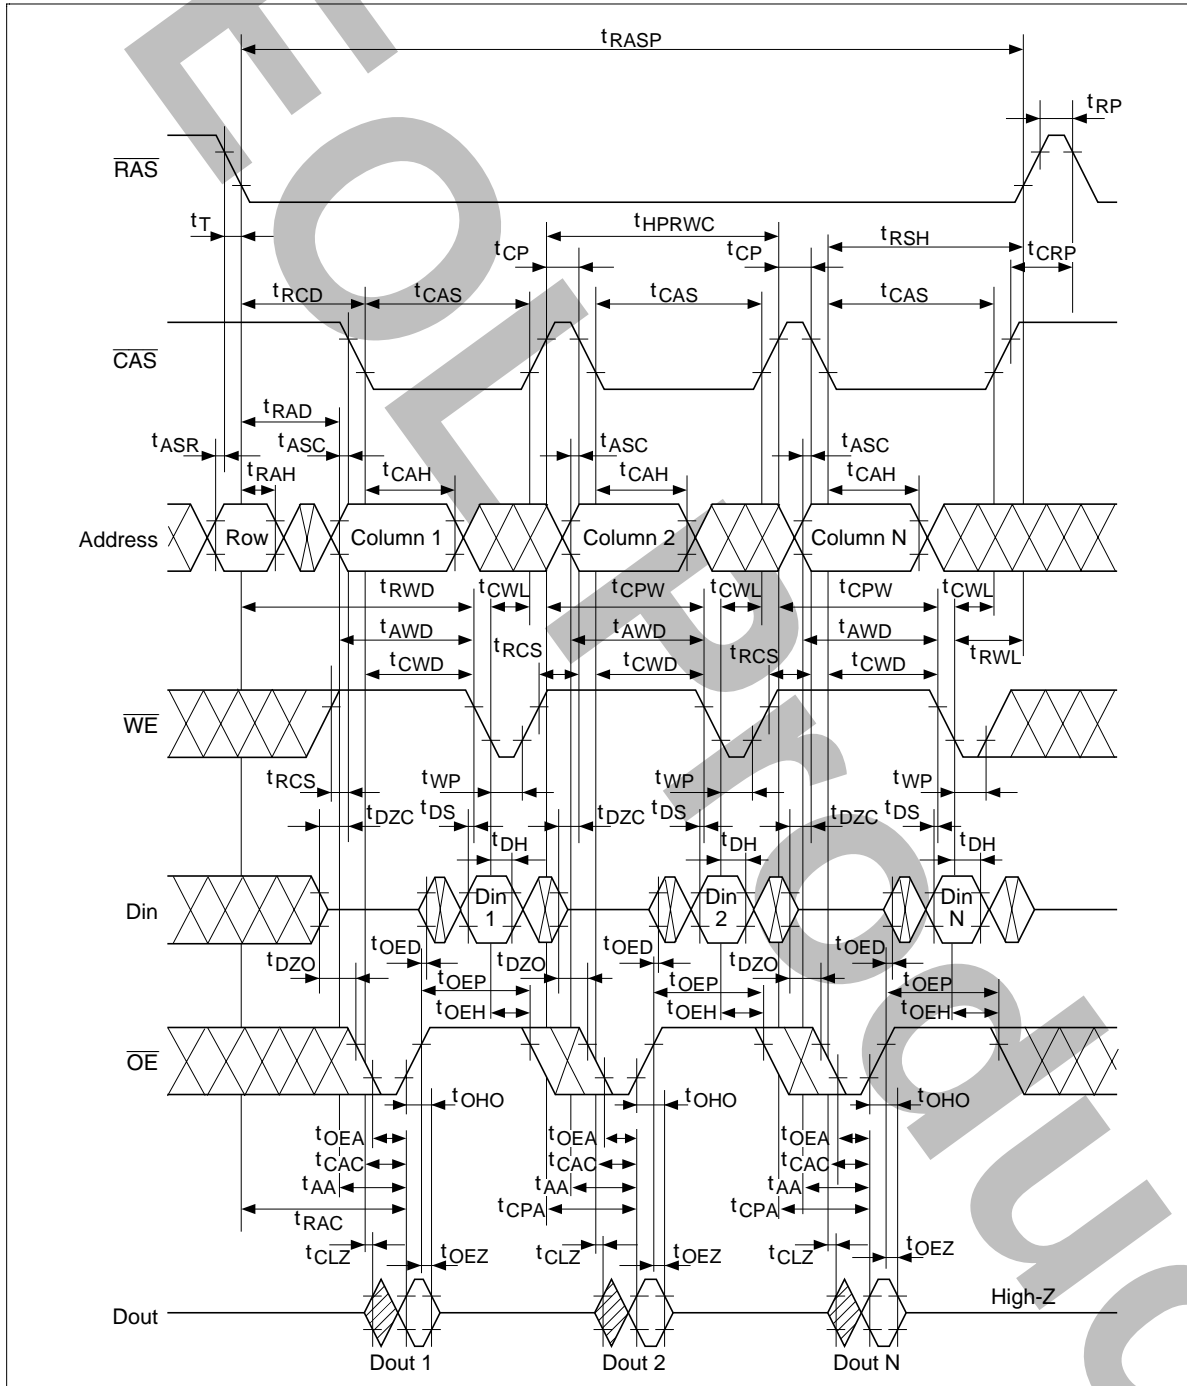 tRASP
tRP
RAS
tT
tHPRWC
tRSH
tCP
tCP
tCRP
tRCD
tCAS
tCAS
tCAS
CAS
tRAD
tASR
tASC
tASC
tASC
tRAH
tCAH
tCAH
tCAH
Address
Row
Column 1
Column 2
Column N
tRWD
tCWL
tCPW
tCWL
tCPW
tCWL
tAWD
tAWD
tAWD
tRCS
tRCS
tRWL
tCWD
tCWD
tCWD
WE
tRCS
tWP
tWP
tWP
tDZC
tDS
tDZC
tDS
tDZC
tDS
tDH
tDH
tDH
Din
Din 1
Din 2
Din N
tOED
tOED
tOED
tDZO
tDZO
tDZO
tOEP
tOEP
tOEP
tOEH
tOEH
tOEH
OE
tOHO
tOHO
tOHO
tOEA
tOEA
tOEA
tCAC
tCAC
tCAC
tAA
tAA
tAA
tRAC
tCPA
tCPA
tCLZ
tOEZ
tCLZ
tOEZ
tCLZ
tOEZ
Dout
High-Z
Dout 1
Dout 2
Dout N
EOL Produc